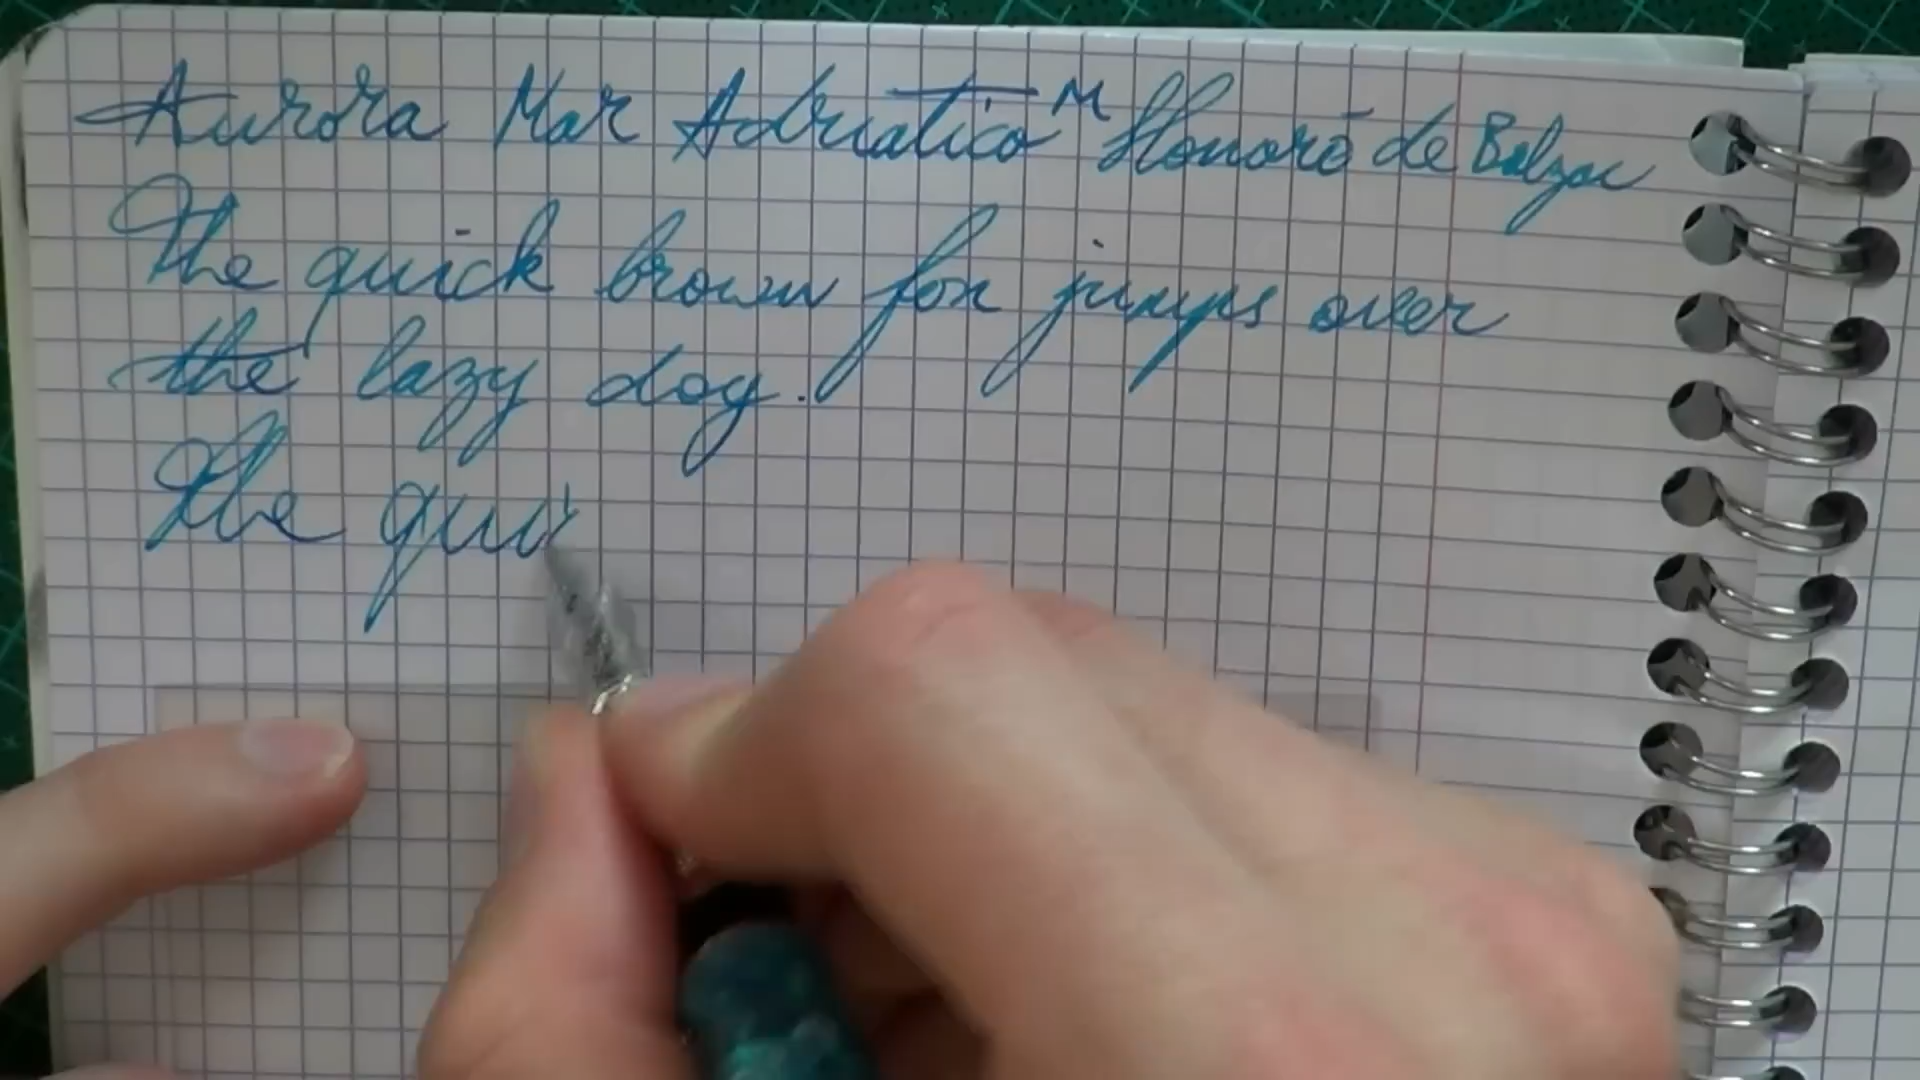 Aurora Mar Adriatico M Honoré de Balzac
The quick brown fox jumps over
the lazy dog.
The qui